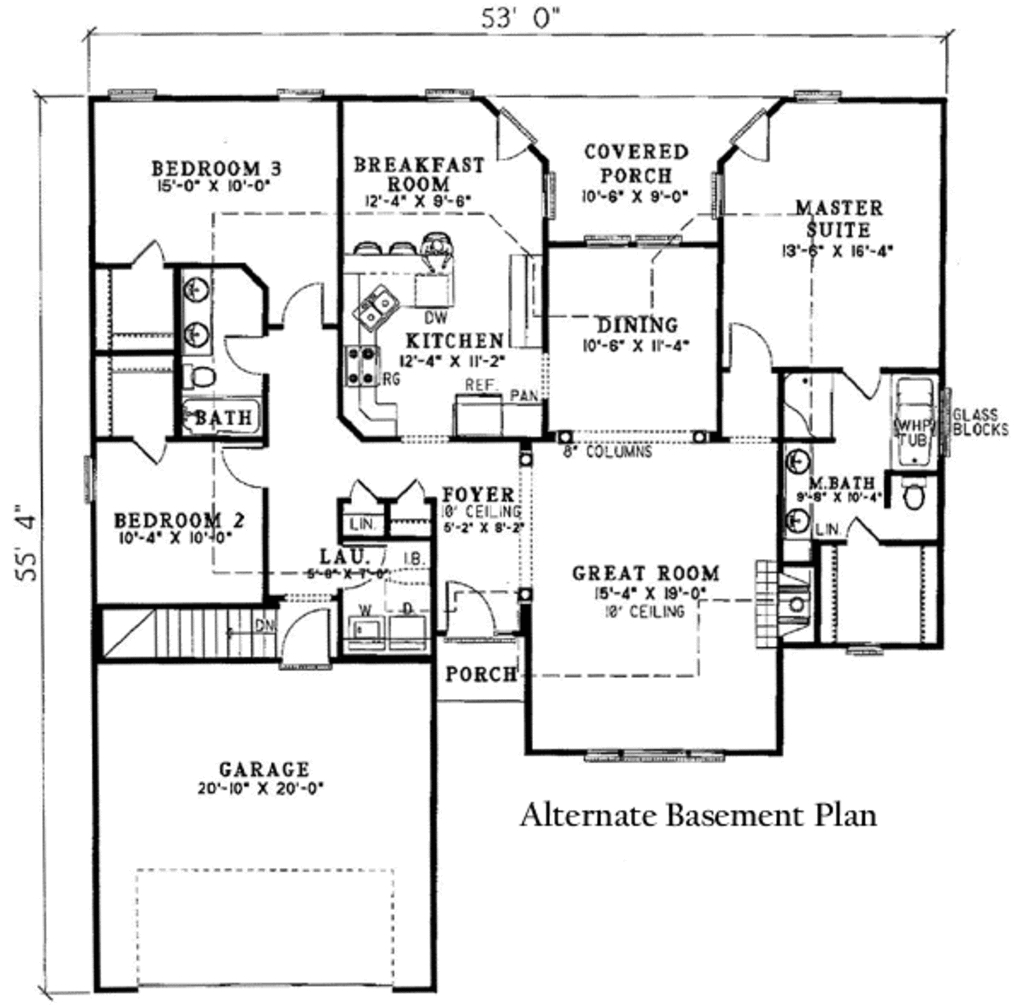 53' 0"
BEDROOM 3
15'-0" X 10'-0"
BREAKFAST
ROOM
12'-4" X 9'-6"
COVERED
PORCH
10'-6" X 9'-0"
MASTER
SUITE
13'-6" X 16'-4"
DW
KITCHEN
12'-4" X 11'-2"
RG
REF.
PAN
DINING
10'-6" X 11'-4"
BATH
8" COLUMNS
WHP
TUB
GLASS
BLOCKS
M.BATH
9'-8" X 10'-4"
LIN.
55' 4"
BEDROOM 2
10'-4" X 10'-0"
LIN.
FOYER
10' CEILING
5'-2" X 8'-2"
LAU.
5'-8" X 7'-0"
I.B.
W
D
DN
GREAT ROOM
15'-4" X 19'-0"
10' CEILING
PORCH
GARAGE
20'-10" X 20'-0"
Alternate Basement Plan